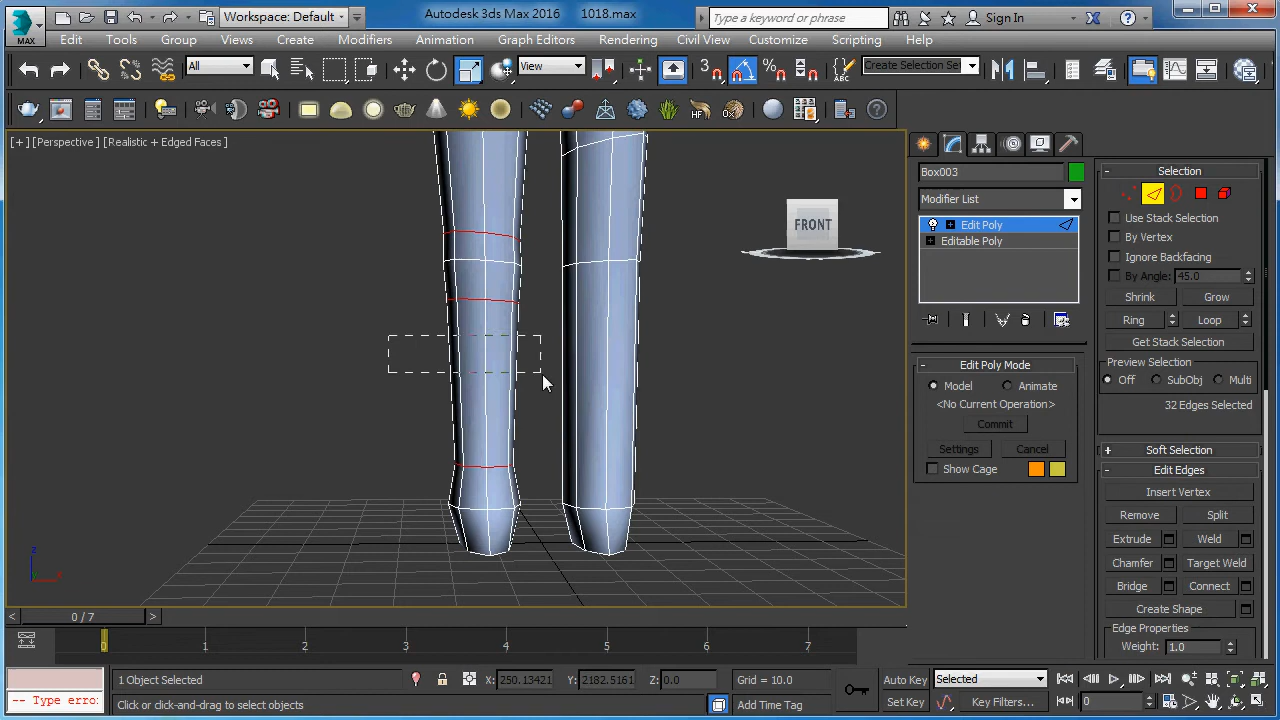 MAX
Workspace: Default
Autodesk 3ds Max 2016 1018.max
Type a keyword or phrase
Sign In
Edit Tools Group Views Create Modifiers Animation Graph Editors Rendering Civil View Customize Scripting Help
All
View
3
Create Selection Se
HF
[+] [Perspective ] [Realistic + Edged Faces ]
FRONT
z
x
Box003
Modifier List
Edit Poly
Editable Poly
Edit Poly Mode
Model Animate
<No Current Operation>
Commit
Settings Cancel
Show Cage
Selection
Use Stack Selection
By Vertex
Ignore Backfacing
By Angle: 45.0
Shrink Grow
Ring Loop
Get Stack Selection
Preview Selection
Off SubObj Multi
32 Edges Selected
Soft Selection
Edit Edges
Insert Vertex
Remove Split
Extrude Weld
Chamfer Target Weld
Bridge Connect
Create Shape
Edge Properties
Weight: 1.0
< 0 / 7 >
0 1 2 3 4 5 6 7
-- Type erro:
1 Object Selected
X: 250.13421 Y: 2182.5161 Z: 0.0
Grid = 10.0
Auto Key Selected
Click or click-and-drag to select objects
Add Time Tag
Set Key Key Filters...
0